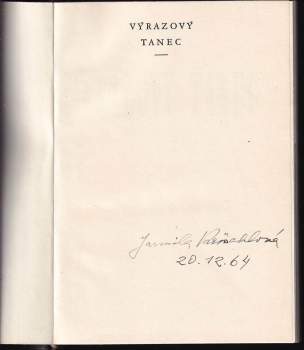 VÝRAZOVÝ
TANEC
Jarmila Kröschlová
20.12.64